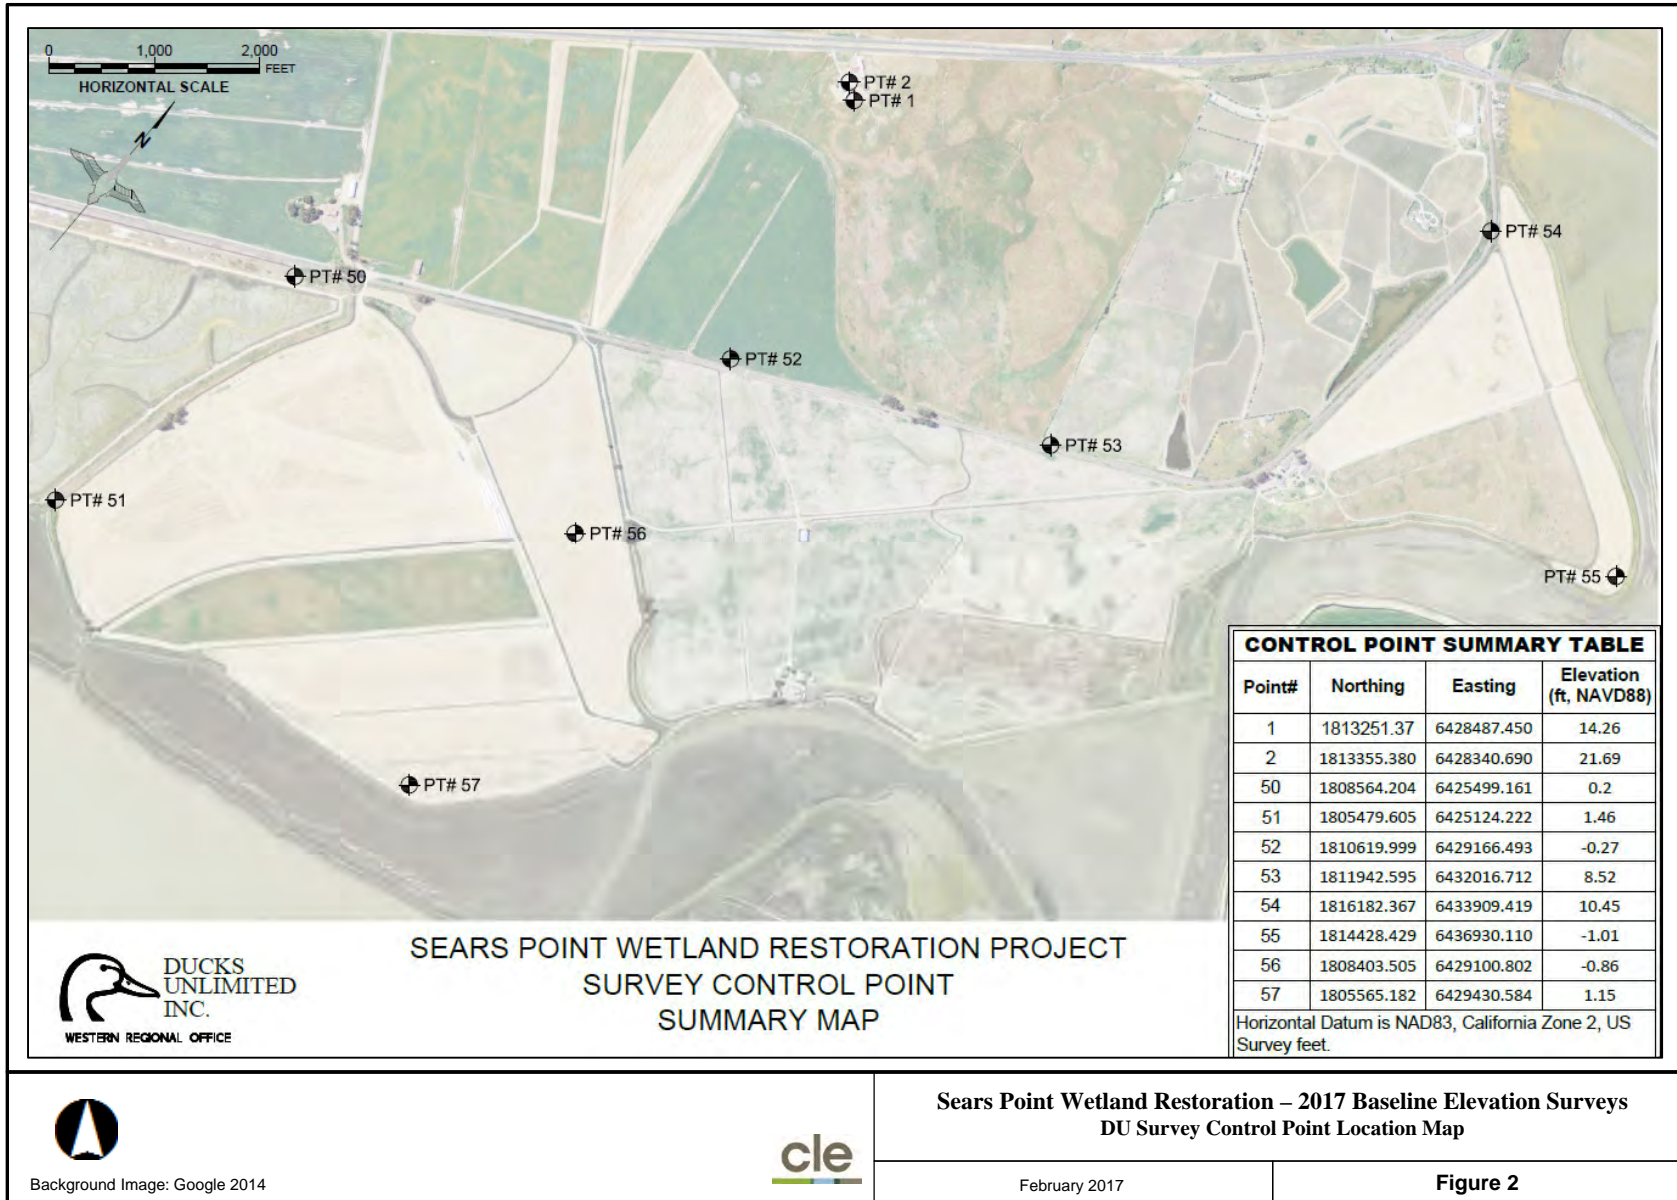 0 1,000 2,000
FEET
HORIZONTAL SCALE
N
PT# 2
PT# 1
PT# 54
PT# 50
PT# 52
PT# 53
PT# 51
PT# 56
PT# 55
PT# 57
CONTROL POINT SUMMARY TABLE
Point# Northing Easting Elevation (ft, NAVD88)
1 1813251.37 6428487.450 14.26
2 1813355.380 6428340.690 21.69
50 1808564.204 6425499.161 0.2
51 1805479.605 6425124.222 1.46
52 1810619.999 6429166.493 -0.27
53 1811942.595 6432016.712 8.52
54 1816182.367 6433909.419 10.45
55 1814428.429 6436930.110 -1.01
56 1808403.505 6429100.802 -0.86
57 1805565.182 6429430.584 1.15
Horizontal Datum is NAD83, California Zone 2, US
Survey feet.
DUCKS
UNLIMITED
INC.
WESTERN REGIONAL OFFICE
SEARS POINT WETLAND RESTORATION PROJECT
SURVEY CONTROL POINT
SUMMARY MAP
Background Image: Google 2014
cle
Sears Point Wetland Restoration – 2017 Baseline Elevation Surveys
DU Survey Control Point Location Map
February 2017
Figure 2